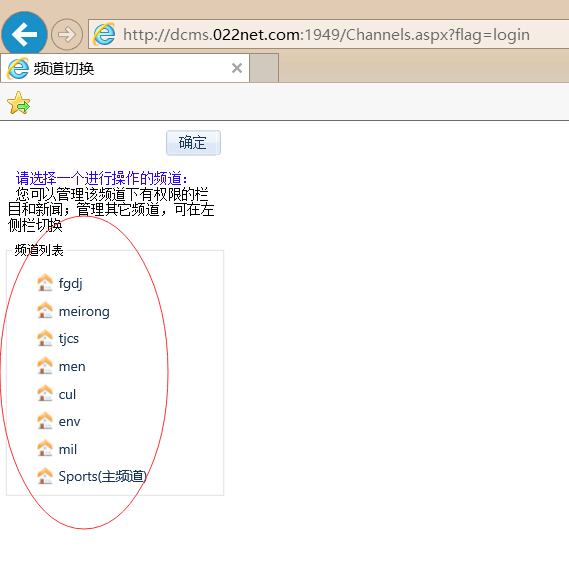 http://dcms.022net.com:1949/Channels.aspx?flag=login
频道切换
确定
请选择一个进行操作的频道:
您可以管理该频道下有权限的栏
目和新闻；管理其它频道，可在左
侧栏切换
频道列表
fgdj
meirong
tjcs
men
cul
env
mil
Sports(主频道)